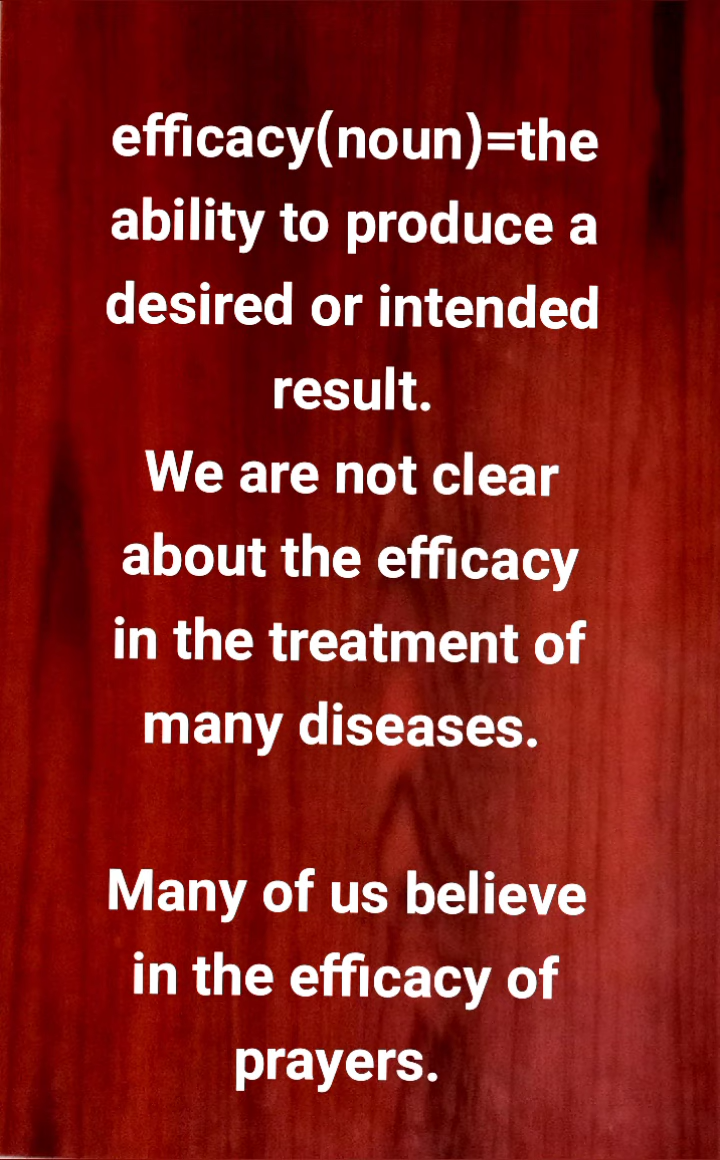 efficacy(noun)=the
ability to produce a
desired or intended
result.
We are not clear
about the efficacy
in the treatment of
many diseases.
Many of us believe
in the efficacy of
prayers.